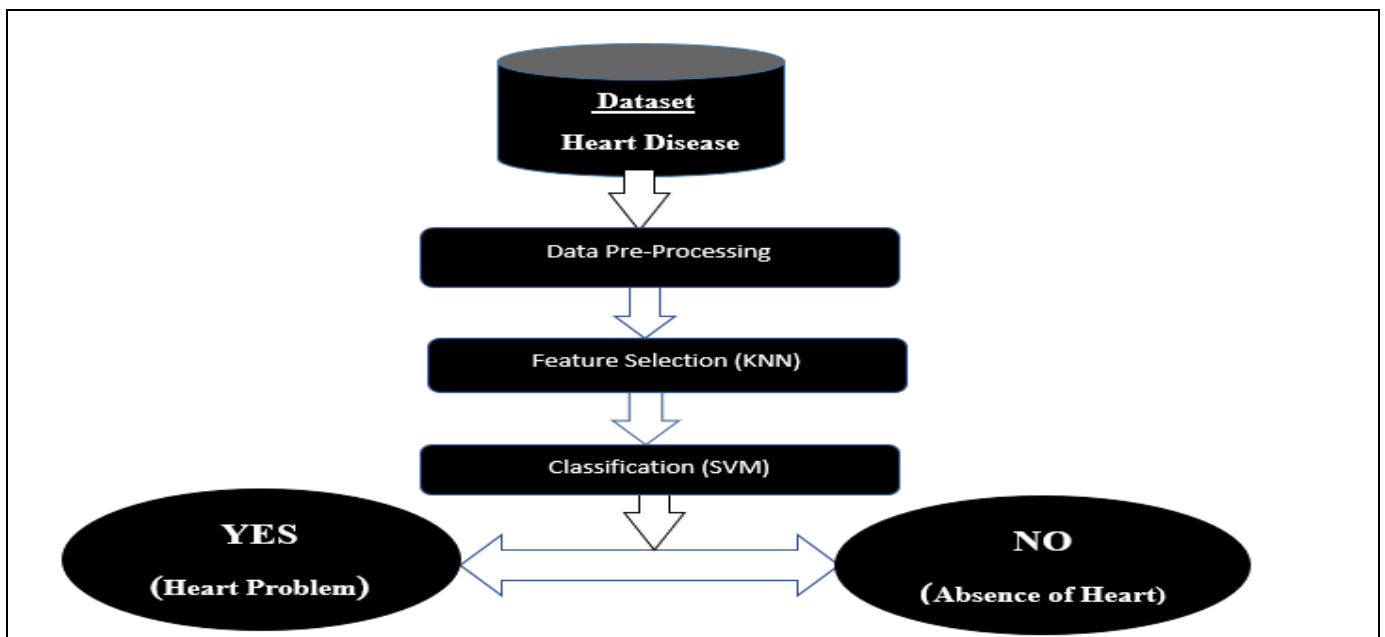 Dataset
Heart Disease
Data Pre-Processing
Feature Selection (KNN)
Classification (SVM)
YES
(Heart Problem)
NO
(Absence of Heart)